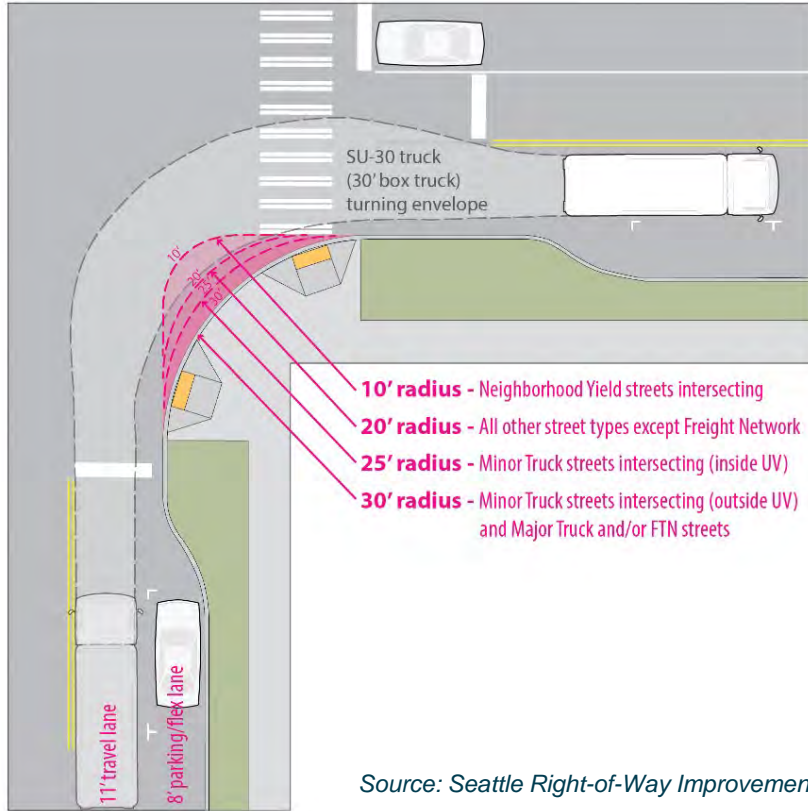 SU-30 truck
(30' box truck)
turning envelope
10'
20'
25'
30'
10' radius - Neighborhood Yield streets intersecting
20' radius - All other street types except Freight Network
25' radius - Minor Truck streets intersecting (inside UV)
30' radius - Minor Truck streets intersecting (outside UV)
and Major Truck and/or FTN streets
11' travel lane
8' parking/flex lane
Source: Seattle Right-of-Way Improvemen